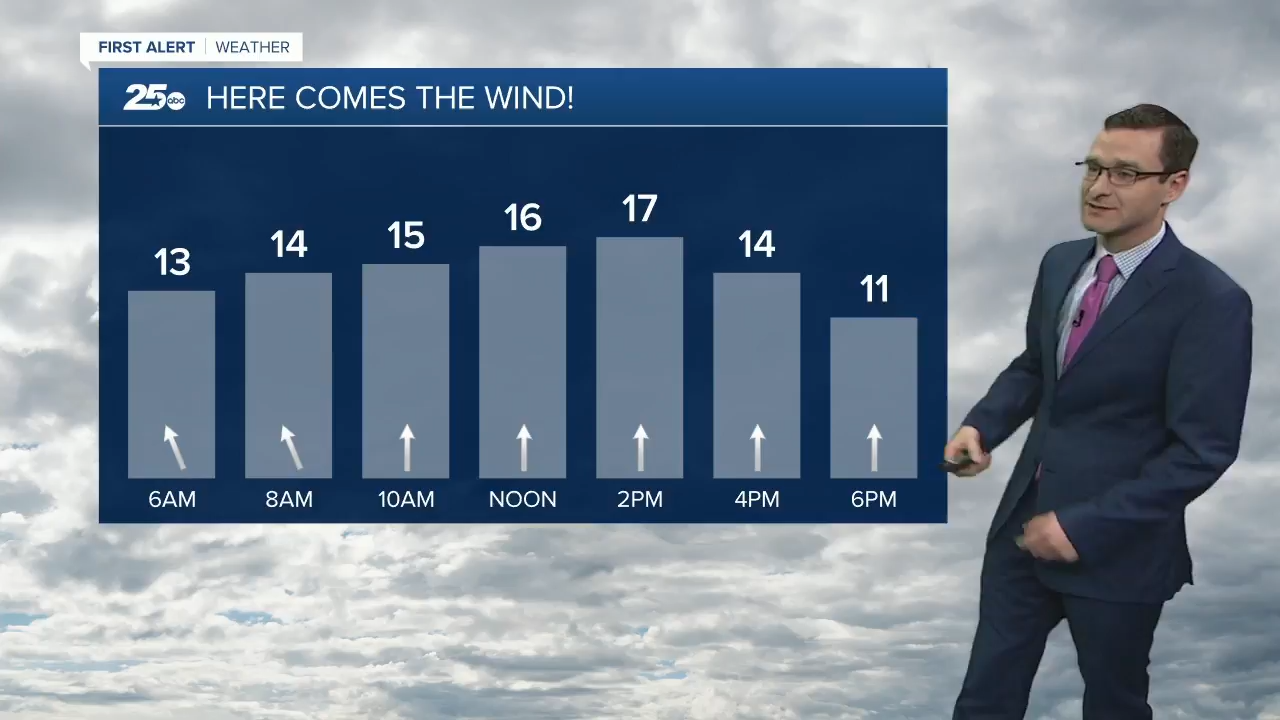 FIRST ALERT | WEATHER
25 abc
HERE COMES THE WIND!
13
14
15
16
17
14
11
6AM
8AM
10AM
NOON
2PM
4PM
6PM